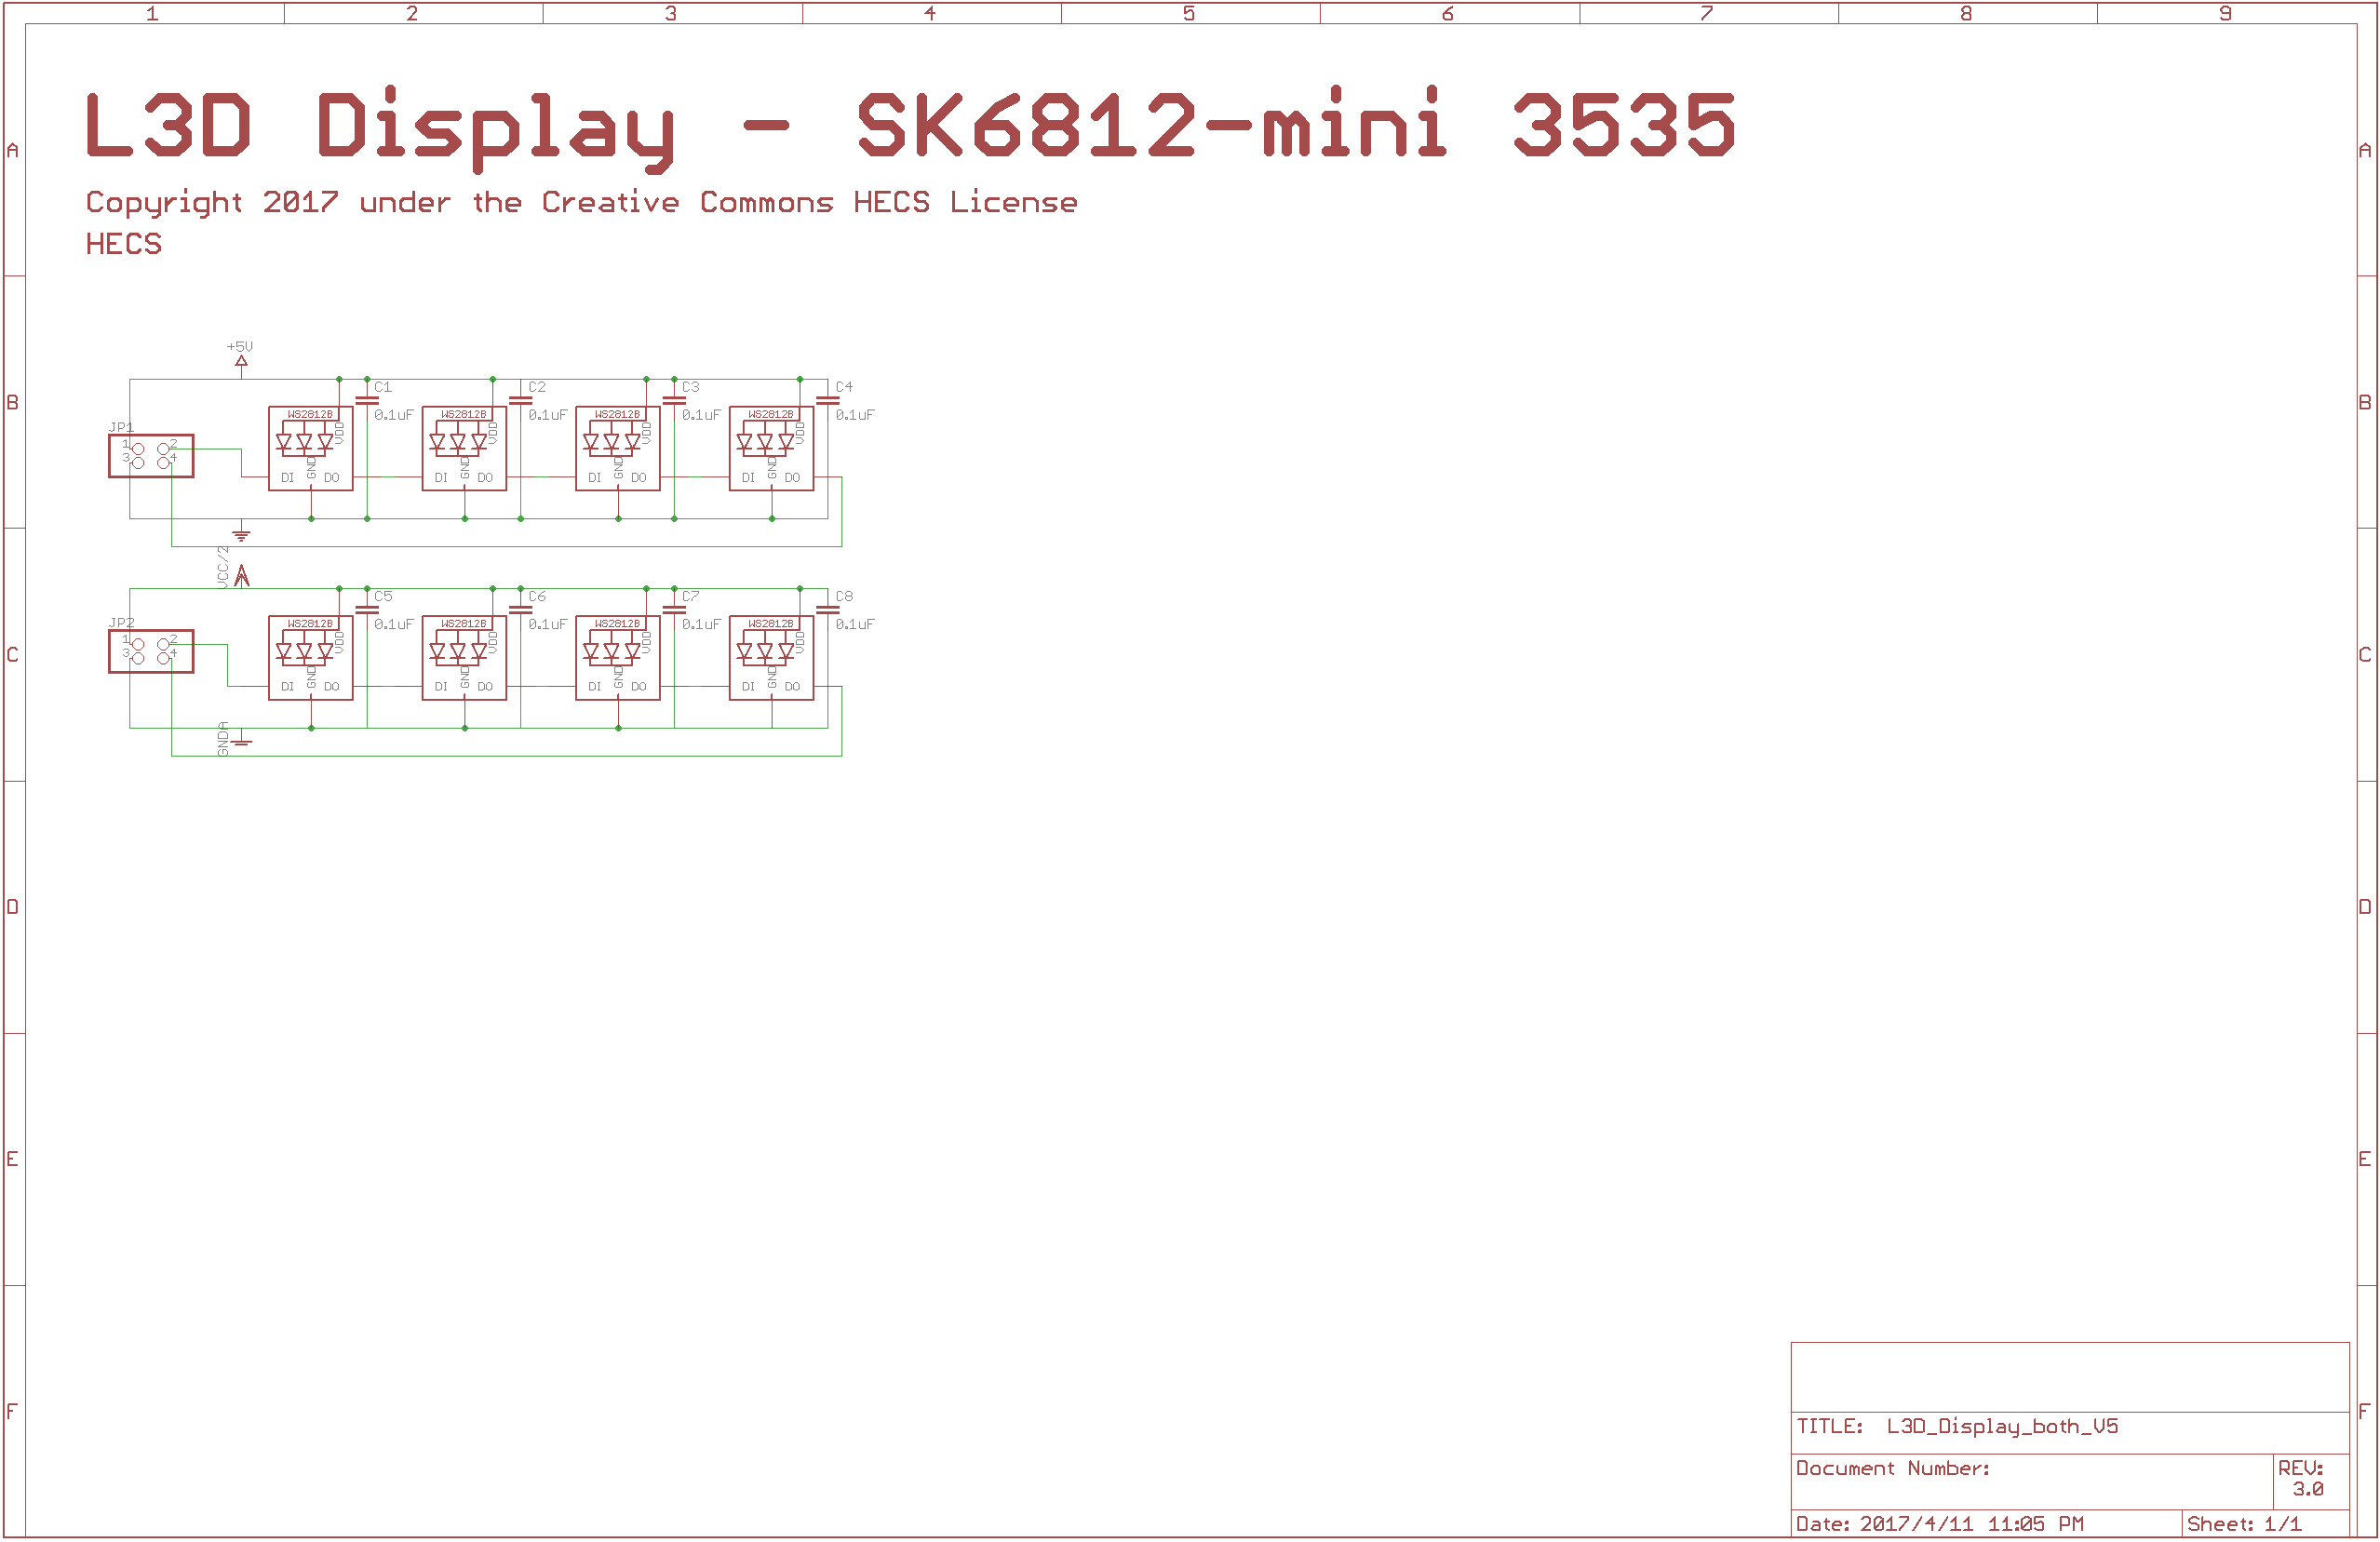 1 2 3 4 5 6 7 8 9
L3D Display - SK6812-mini 3535
A A
Copyright 2017 under the Creative Commons HECS License
HECS
+5V
C1 C2 C3 C4
B B
WS2812B WS2812B WS2812B WS2812B
0.1uF 0.1uF 0.1uF 0.1uF
JP1
VDD VDD VDD VDD
1 2
3 4
GND GND GND GND
DI DO DI DO DI DO DI DO
VCC/2
C5 C6 C7 C8
WS2812B WS2812B WS2812B WS2812B
0.1uF 0.1uF 0.1uF 0.1uF
JP2
VDD VDD VDD VDD
1 2
3 4
C C
GND GND GND GND
DI DO DI DO DI DO DI DO
GNDA
D D
E E
F F
TITLE: L3D_Display_both_V5
Document Number:
REV:
3.0
Date: 2017/4/11 11:05 PM
Sheet: 1/1